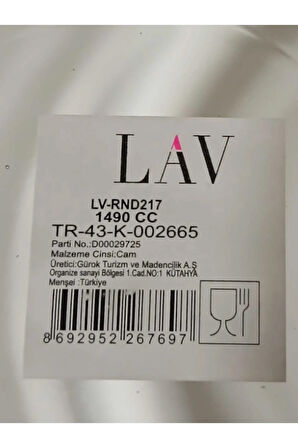 LAV
LV-RND217
1490 CC
TR-43-K-002665
Parti No.:D00029725
Malzeme Cinsi:Cam
Üretici:Gürok Turizm ve Madencilik A.Ş
Organize sanayi Bölgesi 1.Cad.NO:1 KÜTAHYA
Menşei :Türkiye
8 692952 267697